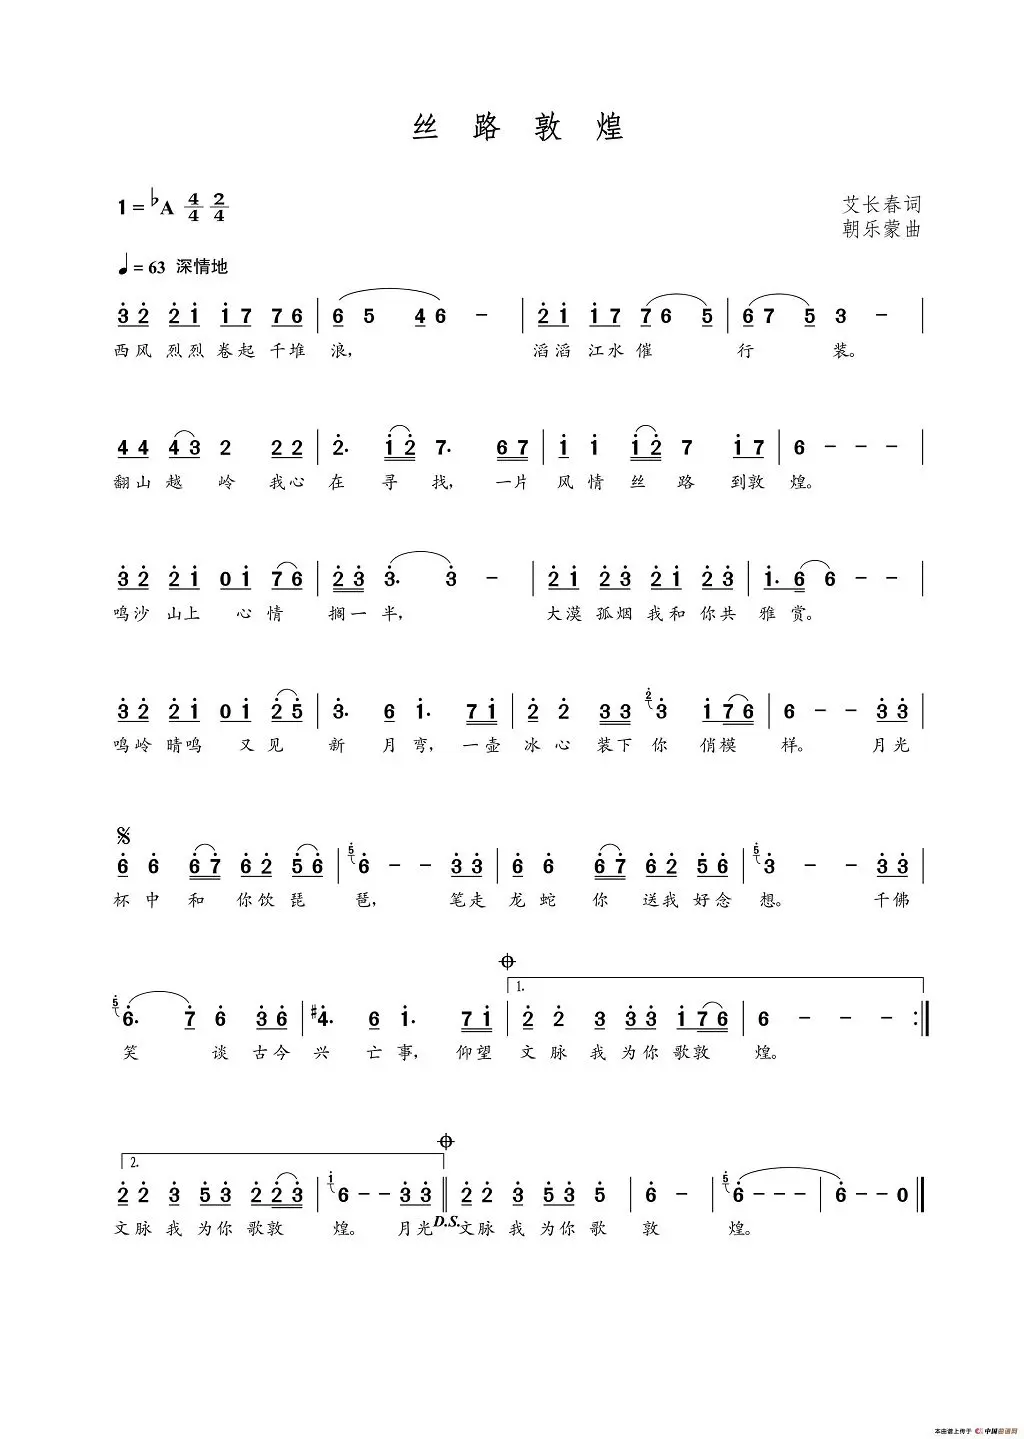 丝路敦煌
1=♭A 4/4 2/4
艾长春词
朝乐蒙曲
♩=63 深情地
西风 烈烈 卷起 千堆 浪， 滔滔 江水 催 行 装。
翻山 越 岭 我心 在 寻 找， 一片 风 情 丝 路 到敦 煌。
鸣沙 山上 心 情 搁一 半， 大漠 孤烟 我和 你共 雅 赏。
鸣岭 晴鸣 又 见 新 月 弯， 一壶 冰 心 装下 你 俏模 样。 月光
杯 中 和 你饮 琵 琶， 笔走 龙 蛇 你 送我 好念 想。 千佛
1.
笑 谈 古今 兴 亡 事， 仰望 文 脉 我 为你 歌敦 煌。
2.
文脉 我 为你 歌敦 煌。 月光 D.S. 文脉 我 为你 歌 敦 煌。
本曲谱上传于 中国曲谱网